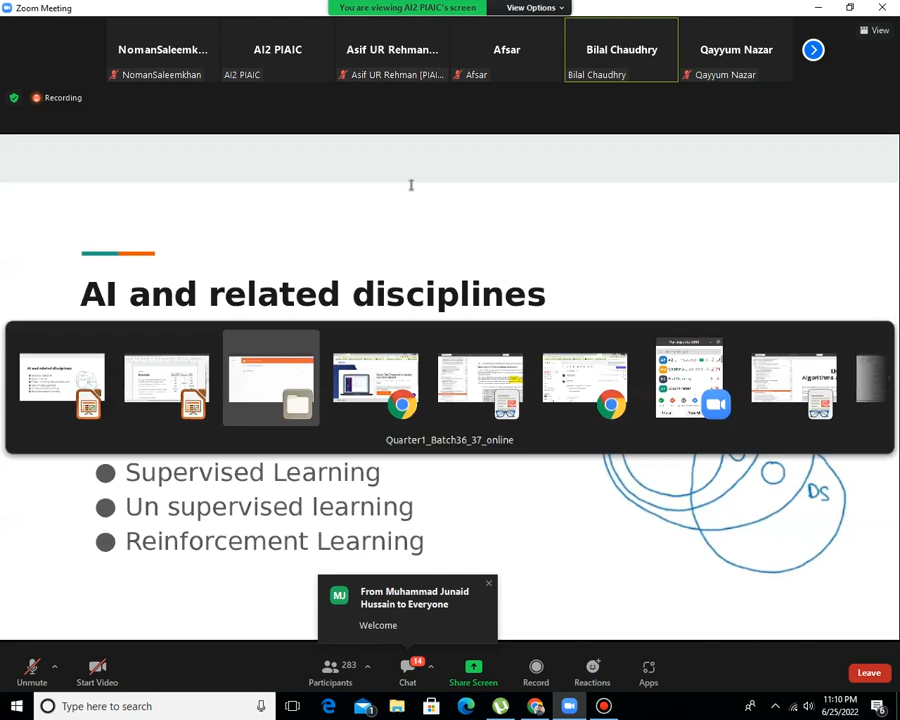 Zoom Meeting
You are viewing AI2 PIAIC's screen
View Options
NomanSaleemk...
AI2 PIAIC
Asif UR Rehman...
Afsar
Bilal Chaudhry
Qayyum Nazar
View
NomanSaleemkhan
AI2 PIAIC
Asif UR Rehman [PIAI...
Afsar
Bilal Chaudhry
Qayyum Nazar
Recording
AI and related disciplines
Quarter1_Batch36_37_online
Supervised Learning
Un supervised learning
Reinforcement Learning
DS
MJ
From Muhammad Junaid
Hussain to Everyone
Welcome
Unmute
Start Video
283
Participants
14
Chat
Share Screen
Record
Reactions
Apps
Leave
Type here to search
11:10 PM
6/25/2022